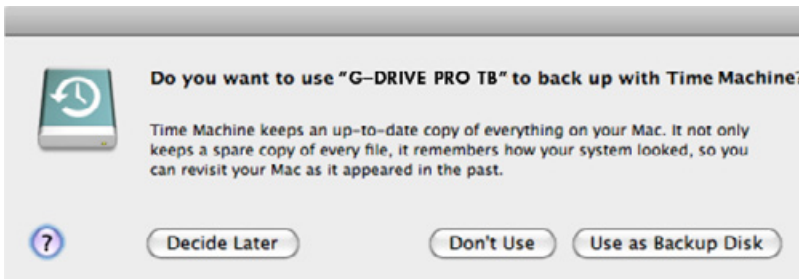 Do you want to use "G-DRIVE PRO TB" to back up with Time Machine?
Time Machine keeps an up-to-date copy of everything on your Mac. It not only
keeps a spare copy of every file, it remembers how your system looked, so you
can revisit your Mac as it appeared in the past.
? Decide Later Don't Use Use as Backup Disk